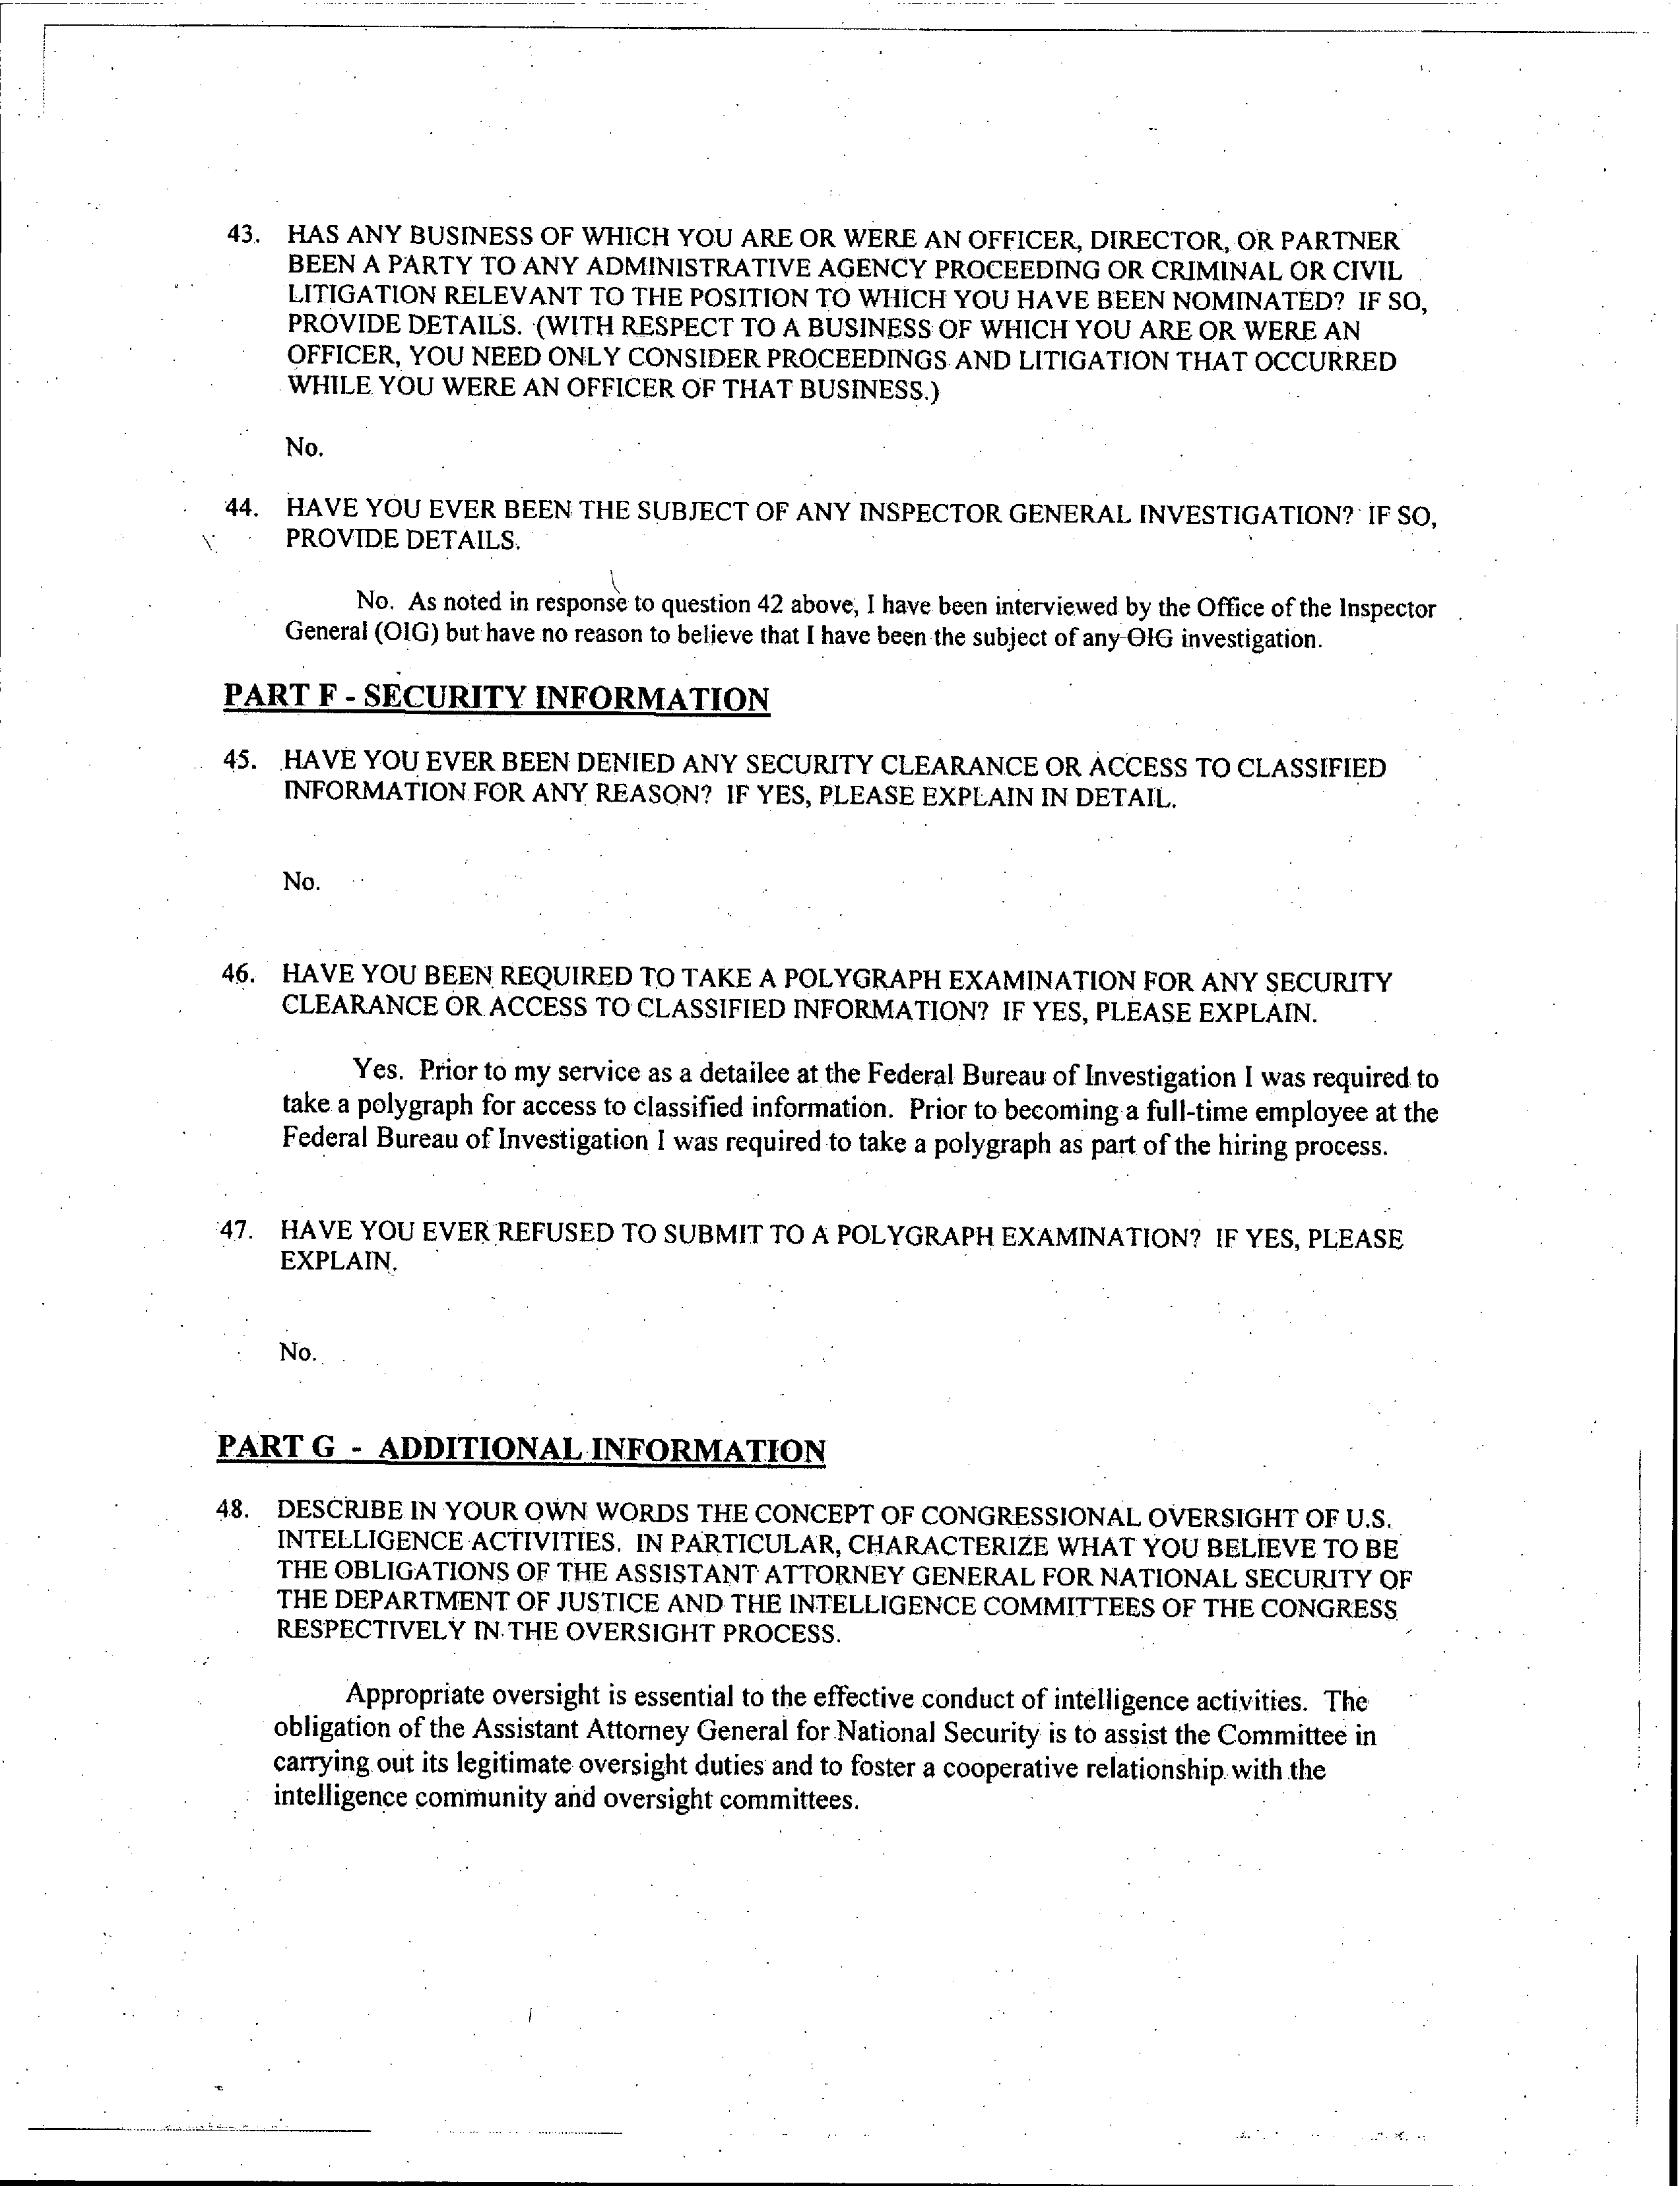 43. HAS ANY BUSINESS OF WHICH YOU ARE OR WERE AN OFFICER, DIRECTOR, OR PARTNER
BEEN A PARTY TO ANY ADMINISTRATIVE AGENCY PROCEEDING OR CRIMINAL OR CIVIL
LITIGATION RELEVANT TO THE POSITION TO WHICH YOU HAVE BEEN NOMINATED? IF SO,
PROVIDE DETAILS. (WITH RESPECT TO A BUSINESS OF WHICH YOU ARE OR WERE AN
OFFICER, YOU NEED ONLY CONSIDER PROCEEDINGS AND LITIGATION THAT OCCURRED
WHILE YOU WERE AN OFFICER OF THAT BUSINESS.)
No.
44. HAVE YOU EVER BEEN THE SUBJECT OF ANY INSPECTOR GENERAL INVESTIGATION? IF SO,
PROVIDE DETAILS.
No. As noted in response to question 42 above, I have been interviewed by the Office of the Inspector
General (OIG) but have no reason to believe that I have been the subject of any OIG investigation.
PART F - SECURITY INFORMATION
45. HAVE YOU EVER BEEN DENIED ANY SECURITY CLEARANCE OR ACCESS TO CLASSIFIED
INFORMATION FOR ANY REASON? IF YES, PLEASE EXPLAIN IN DETAIL.
No.
46. HAVE YOU BEEN REQUIRED TO TAKE A POLYGRAPH EXAMINATION FOR ANY SECURITY
CLEARANCE OR ACCESS TO CLASSIFIED INFORMATION? IF YES, PLEASE EXPLAIN.
Yes. Prior to my service as a detailee at the Federal Bureau of Investigation I was required to
take a polygraph for access to classified information. Prior to becoming a full-time employee at the
Federal Bureau of Investigation I was required to take a polygraph as part of the hiring process.
47. HAVE YOU EVER REFUSED TO SUBMIT TO A POLYGRAPH EXAMINATION? IF YES, PLEASE
EXPLAIN.
No.
PART G - ADDITIONAL INFORMATION
48. DESCRIBE IN YOUR OWN WORDS THE CONCEPT OF CONGRESSIONAL OVERSIGHT OF U.S.
INTELLIGENCE ACTIVITIES. IN PARTICULAR, CHARACTERIZE WHAT YOU BELIEVE TO BE
THE OBLIGATIONS OF THE ASSISTANT ATTORNEY GENERAL FOR NATIONAL SECURITY OF
THE DEPARTMENT OF JUSTICE AND THE INTELLIGENCE COMMITTEES OF THE CONGRESS
RESPECTIVELY IN THE OVERSIGHT PROCESS.
Appropriate oversight is essential to the effective conduct of intelligence activities. The
obligation of the Assistant Attorney General for National Security is to assist the Committee in
carrying out its legitimate oversight duties and to foster a cooperative relationship with the
intelligence community and oversight committees.